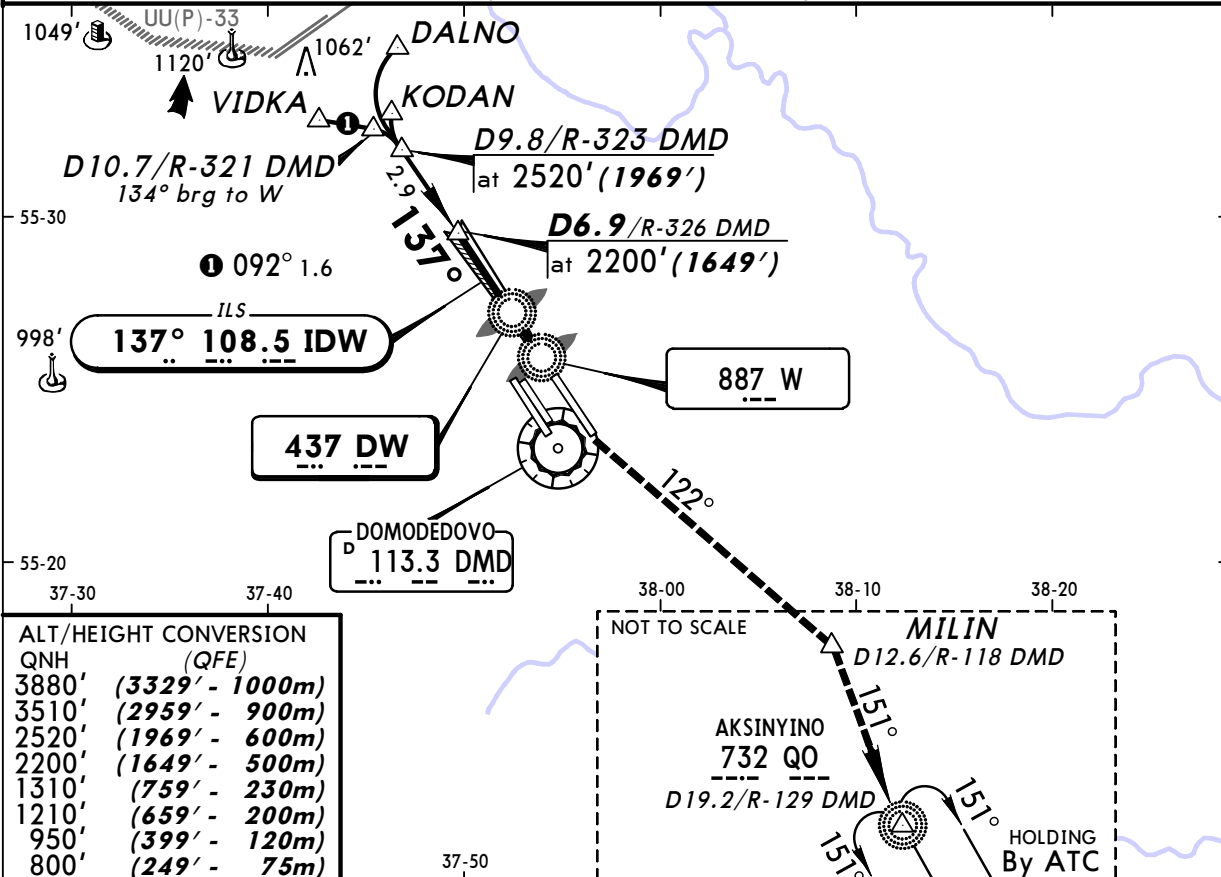 UU(P)-33
1049'
1120'
1062'
DALNO
VIDKA
KODAN
❶
D10.7/R-321 DMD
134° brg to W
D9.8/R-323 DMD
at 2520' (1969')
2.9
137°
55-30
D6.9/R-326 DMD
at 2200' (1649')
❶ 092° 1.6
ILS
137° 108.5 IDW
998'
887 W
437 DW
122°
DOMODEDOVO
D 113.3 DMD
55-20
37-30
37-40
38-00
38-10
38-20
ALT/HEIGHT CONVERSION
QNH (QFE)
3880' (3329' - 1000m)
3510' (2959' - 900m)
2520' (1969' - 600m)
2200' (1649' - 500m)
1310' (759' - 230m)
1210' (659' - 200m)
950' (399' - 120m)
800' (249' - 75m)
37-50
NOT TO SCALE
MILIN
D12.6/R-118 DMD
151°
AKSINYINO
732 QO
D19.2/R-129 DMD
151°
151°
HOLDING
By ATC